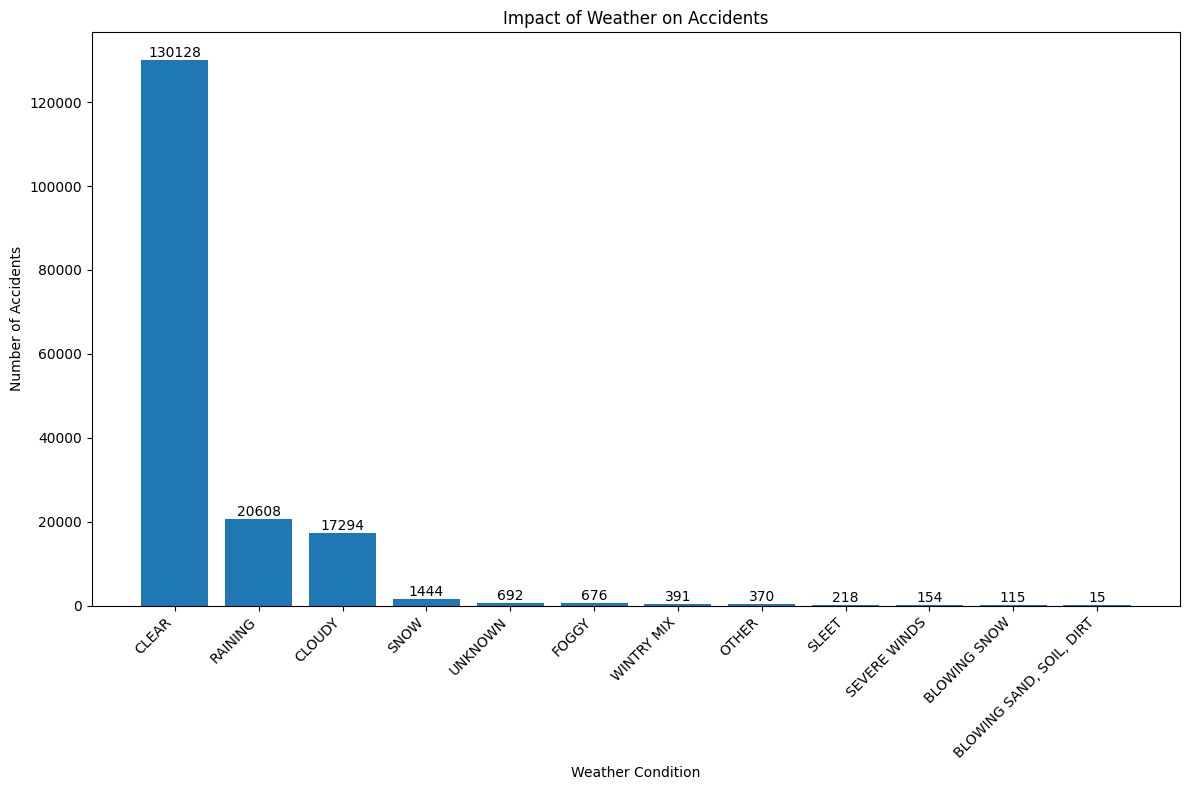 Impact of Weather on Accidents
Number of Accidents
120000
100000
80000
60000
40000
20000
0
130128
20608
17294
1444
692
676
391
370
218
154
115
15
CLEAR
RAINING
CLOUDY
SNOW
UNKNOWN
FOGGY
WINTRY MIX
OTHER
SLEET
SEVERE WINDS
BLOWING SNOW
BLOWING SAND, SOIL, DIRT
Weather Condition